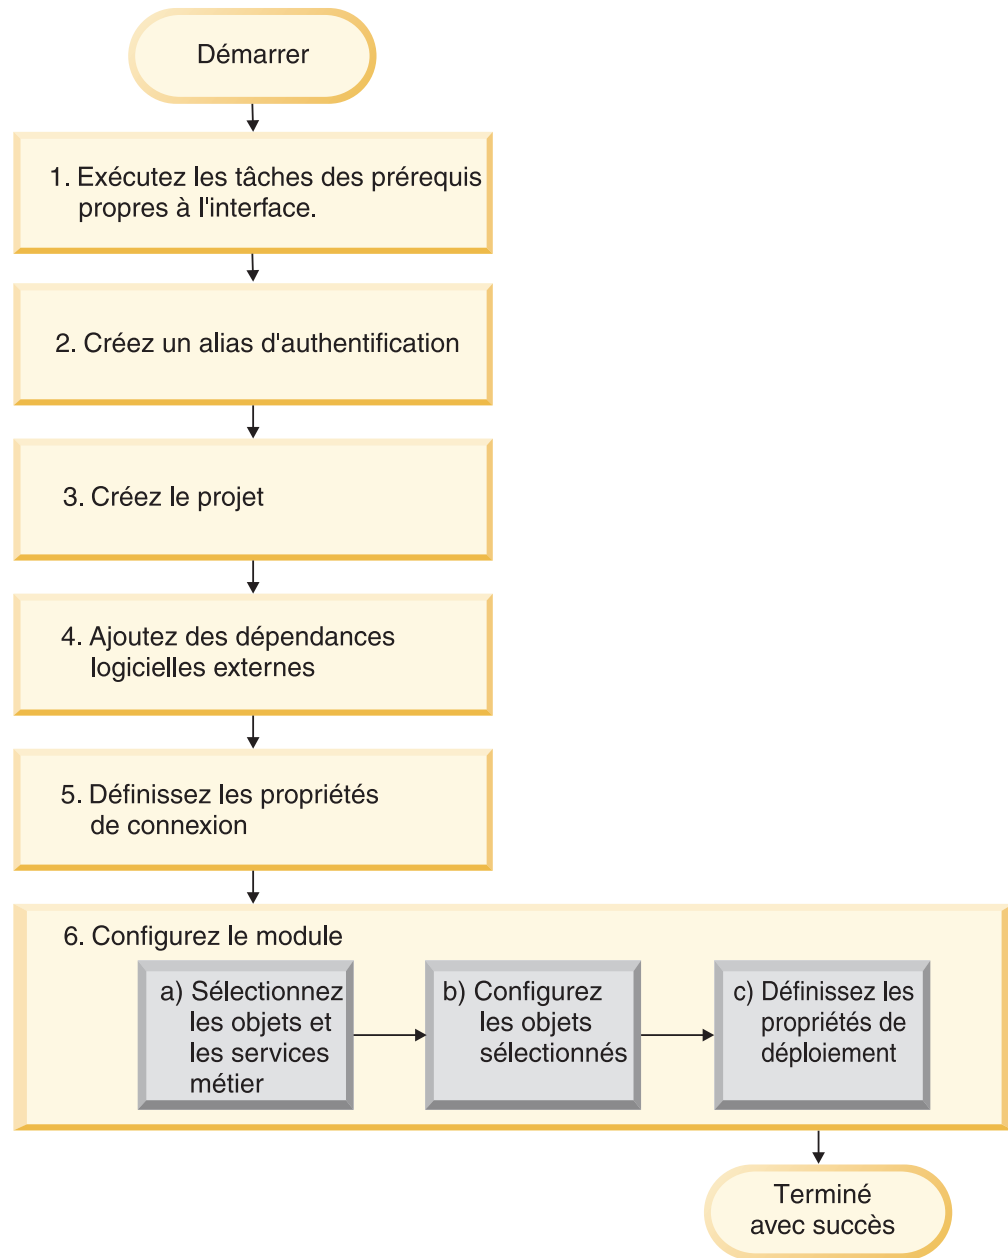 Démarrer
1. Exécutez les tâches des prérequis
propres à l'interface.
2. Créez un alias d'authentification
3. Créez le projet
4. Ajoutez des dépendances
logicielles externes
5. Définissez les propriétés
de connexion
6. Configurez le module
a) Sélectionnez
les objets et
les services
métier
b) Configurez
les objets
sélectionnés
c) Définissez les
propriétés de
déploiement
Terminé
avec succès